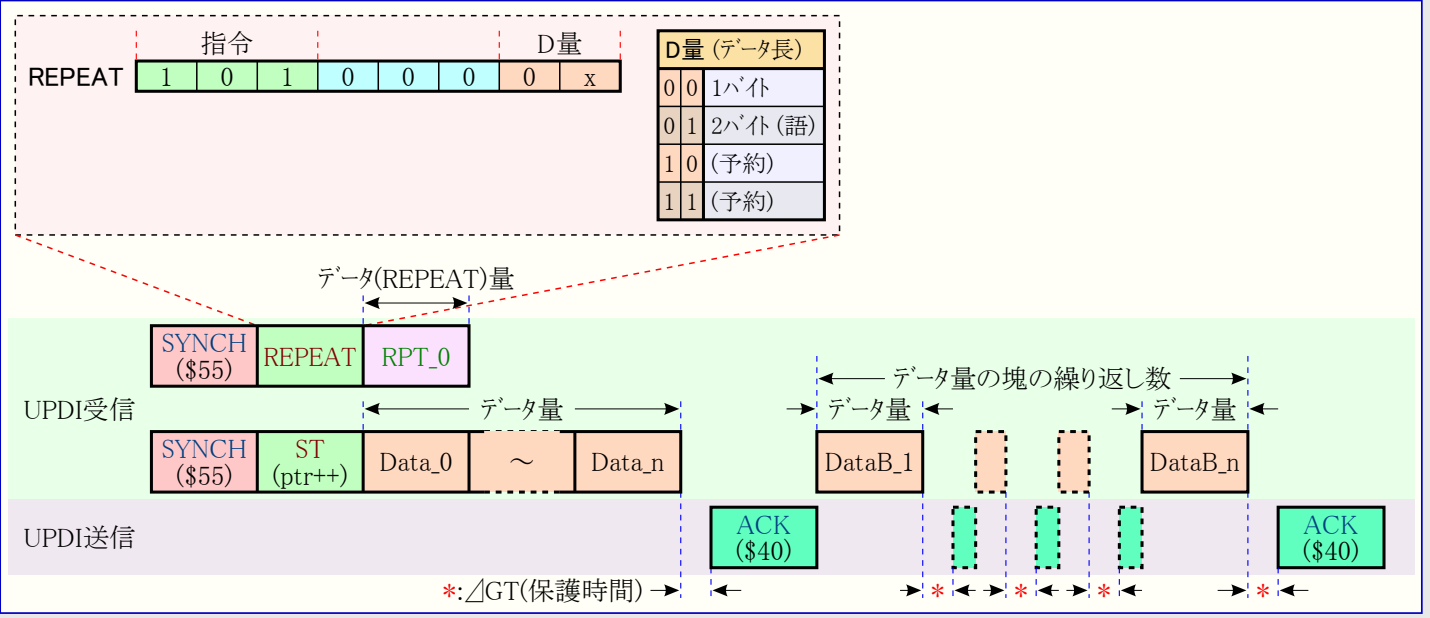 指令
D量
REPEAT 1 0 1 0 0 0 0 x
D量 (データ長)
0 0 1バイト
0 1 2バイト (語)
1 0 (予約)
1 1 (予約)
データ(REPEAT)量
SYNCH
($55)
REPEAT
RPT_0
UPDI受信
データ量の塊の繰り返し数
データ量
データ量
データ量
SYNCH
($55)
ST
(ptr++)
Data_0
～
Data_n
DataB_1
DataB_n
UPDI送信
ACK
($40)
ACK
($40)
*:⊿GT(保護時間)
* * * *